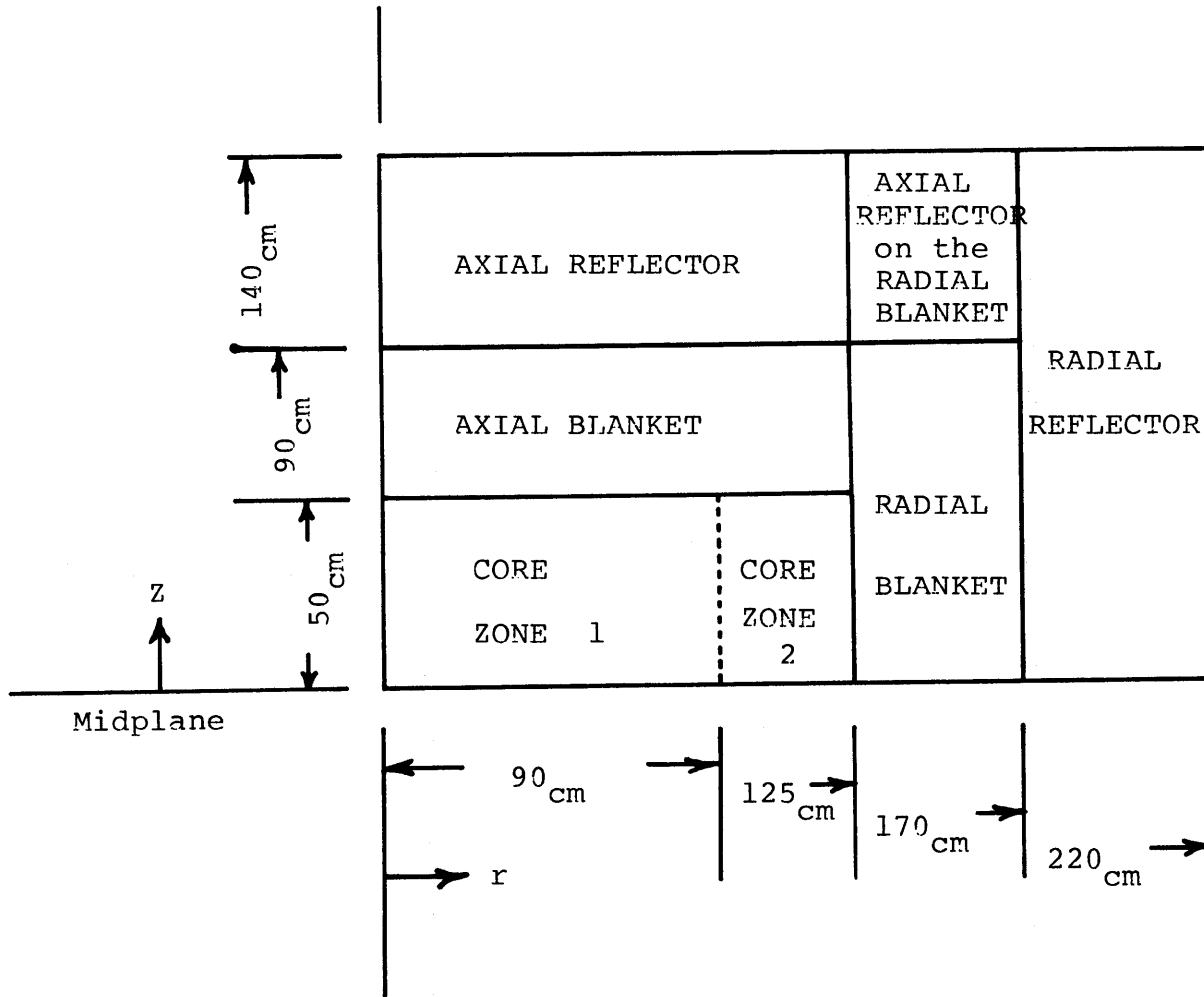 AXIAL
REFLECTOR
on the
RADIAL
BLANKET
AXIAL REFLECTOR
140cm
RADIAL
REFLECTOR
AXIAL BLANKET
90cm
RADIAL
BLANKET
CORE
ZONE 1
CORE
ZONE
2
50cm
Z
Midplane
90cm
125cm
170cm
220cm
r